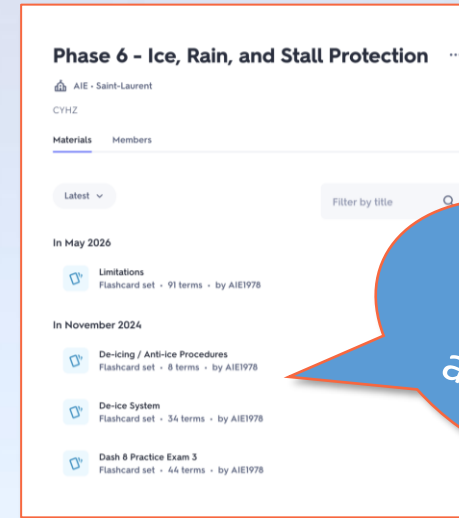 Phase 6 - Ice, Rain, and Stall Protection ...
AIE • Saint-Laurent
CYHZ
Materials Members
Latest Filter by title
In May 2026
Limitations
Flashcard set • 91 terms • by AIE1978
In November 2024
De-icing / Anti-ice Procedures
Flashcard set • 8 terms • by AIE1978
De-ice System
Flashcard set • 34 terms • by AIE1978
Dash 8 Practice Exam 3
Flashcard set • 44 terms • by AIE1978